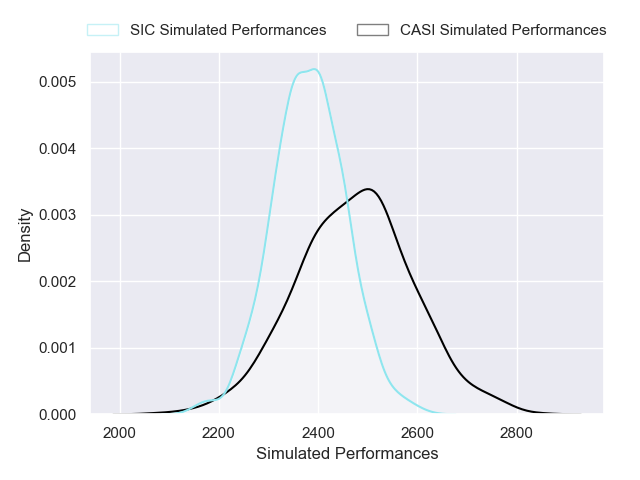 SIC Simulated Performances CASI Simulated Performances
0.005
0.004
0.003
0.002
0.001
0.000
Density
2000 2200 2400 2600 2800
Simulated Performances